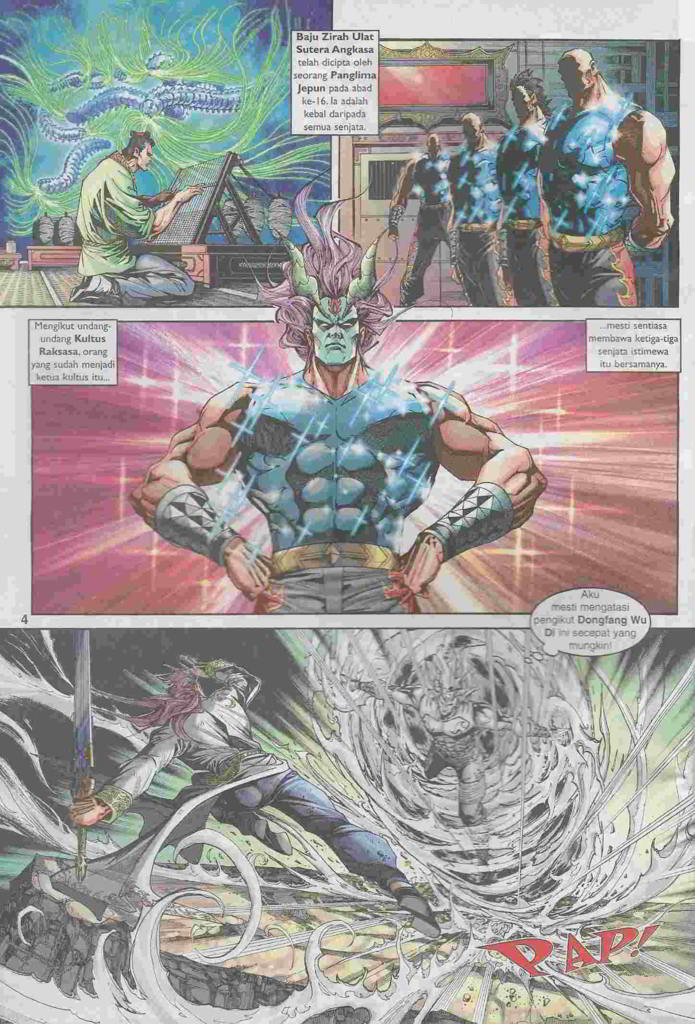 Baju Zirah Ulat
Sutera Angkasa
telah dicipta oleh
seorang Panglima
Jepun pada abad
ke-16. Ia adalah
kebal daripada
semua senjata.
Mengikut undang-
undang Kultus
Raksasa, orang
yang sudah menjadi
ketua kultus itu...
...mesti sentiasa
membawa ketiga-tiga
senjata istimewa
itu bersamanya.
4
Aku
mesti mengatasi
pengikut Dongfang Wu
Di ini secepat yang
mungkin!
PAP!